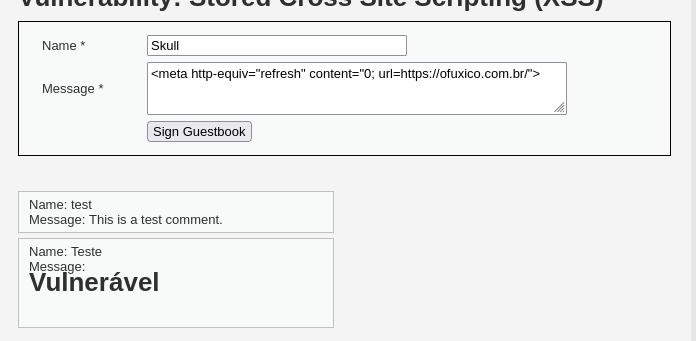 Vulnerability: Stored Cross Site Scripting (XSS)
Name *
Skull
Message *
<meta http-equiv="refresh" content="0; url=https://ofuxico.com.br/">
Sign Guestbook
Name: test
Message: This is a test comment.
Name: Teste
Message:
Vulnerável